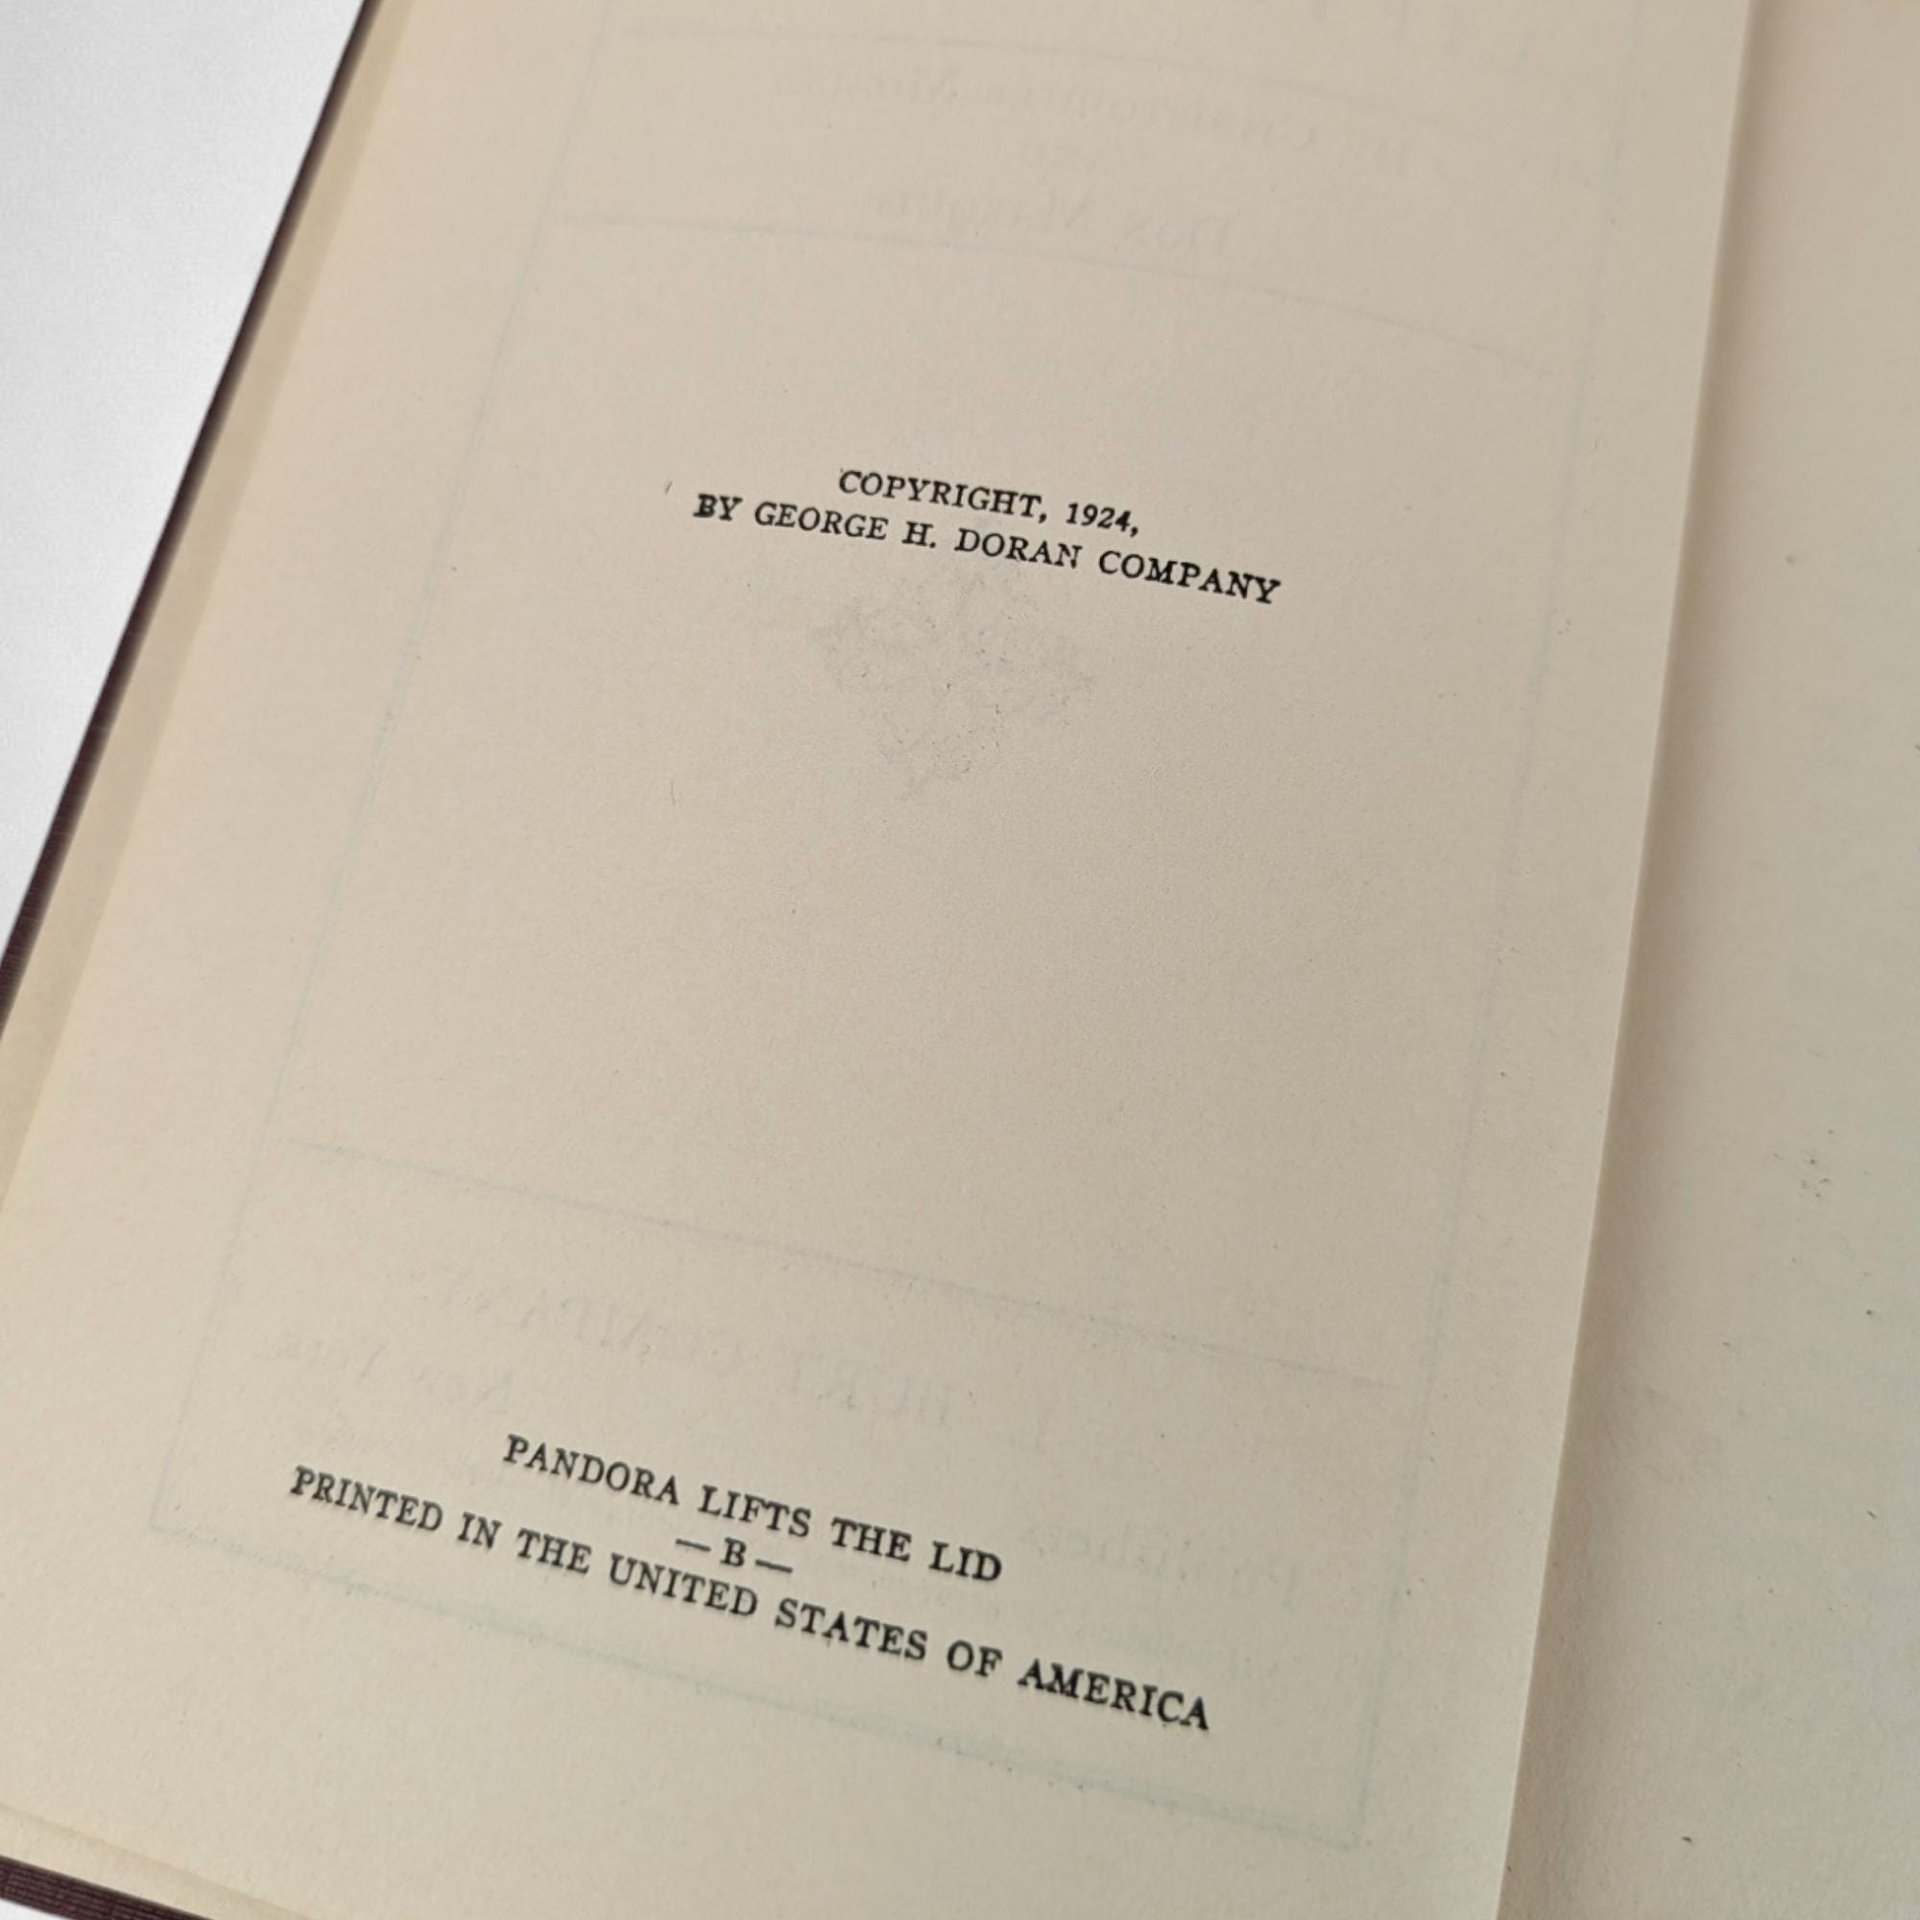 COPYRIGHT, 1924,
BY GEORGE H. DORAN COMPANY
PANDORA LIFTS THE LID
—B—
PRINTED IN THE UNITED STATES OF AMERICA